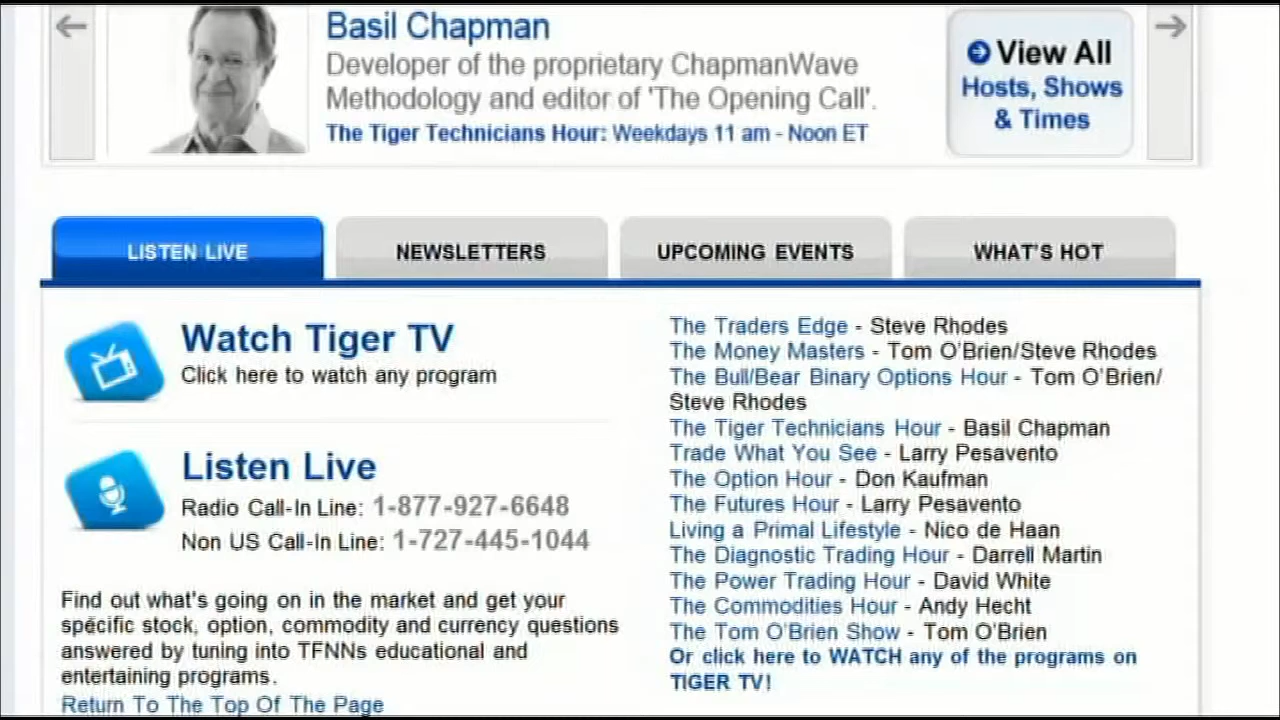 Basil Chapman
Developer of the proprietary ChapmanWave
Methodology and editor of 'The Opening Call'.
The Tiger Technicians Hour: Weekdays 11 am - Noon ET
View All
Hosts, Shows
& Times
LISTEN LIVE
NEWSLETTERS
UPCOMING EVENTS
WHAT'S HOT
Watch Tiger TV
Click here to watch any program
Listen Live
Radio Call-In Line: 1-877-927-6648
Non US Call-In Line: 1-727-445-1044
Find out what's going on in the market and get your
specific stock, option, commodity and currency questions
answered by tuning into TFNNs educational and
entertaining programs.
Return To The Top Of The Page
The Traders Edge - Steve Rhodes
The Money Masters - Tom O'Brien/Steve Rhodes
The Bull/Bear Binary Options Hour - Tom O'Brien/
Steve Rhodes
The Tiger Technicians Hour - Basil Chapman
Trade What You See - Larry Pesavento
The Option Hour - Don Kaufman
The Futures Hour - Larry Pesavento
Living a Primal Lifestyle - Nico de Haan
The Diagnostic Trading Hour - Darrell Martin
The Power Trading Hour - David White
The Commodities Hour - Andy Hecht
The Tom O'Brien Show - Tom O'Brien
Or click here to WATCH any of the programs on
TIGER TV!